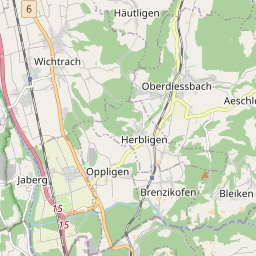 Häutligen
6
Wichtrach
Oberdiessbach
Aeschle
Herbligen
Oppligen
Jaberg
Brenzikofen
Bleiken
15
15